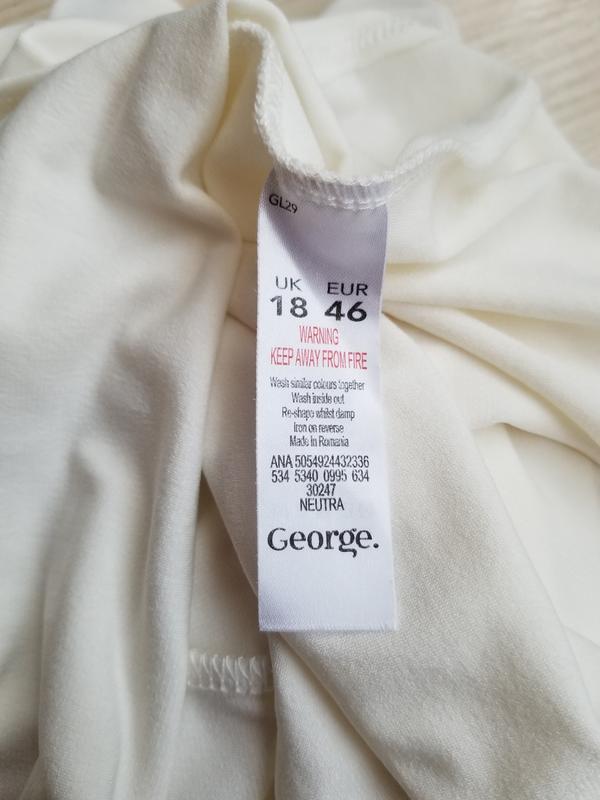 GL29
UK EUR
18 46
WARNING
KEEP AWAY FROM FIRE
Wash similar colours together
Wash inside out
Re-shape whilst damp
Iron on reverse
Made in Romania
ANA 5054924432336
534 5340 0995 634
30247
NEUTRA
George.